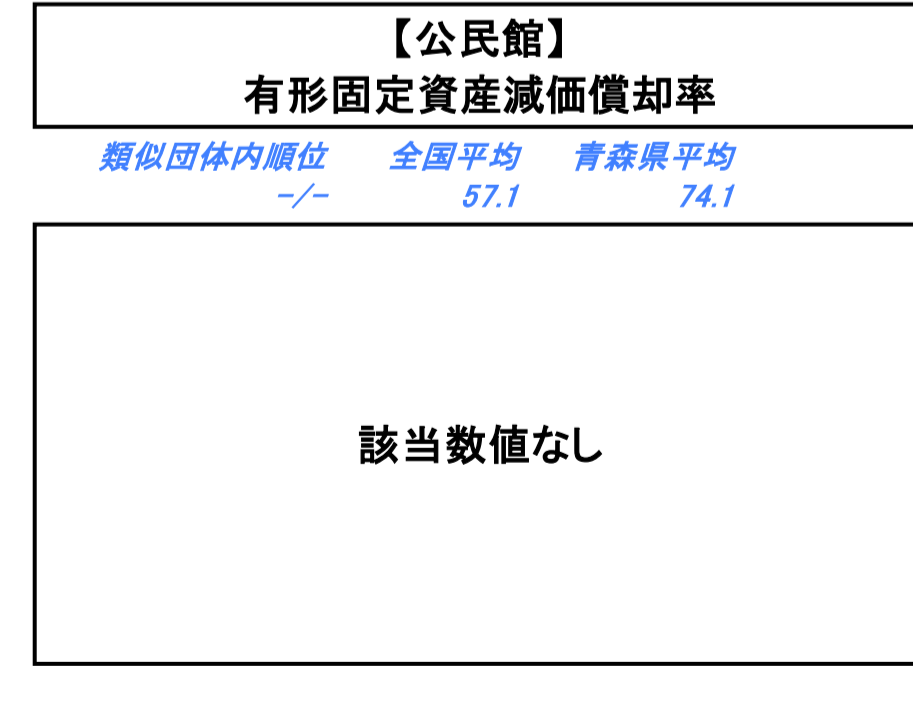 【公民館】
有形固定資産減価償却率
類似団体内順位 全国平均 青森県平均
-/- 57.1 74.1
該当数値なし